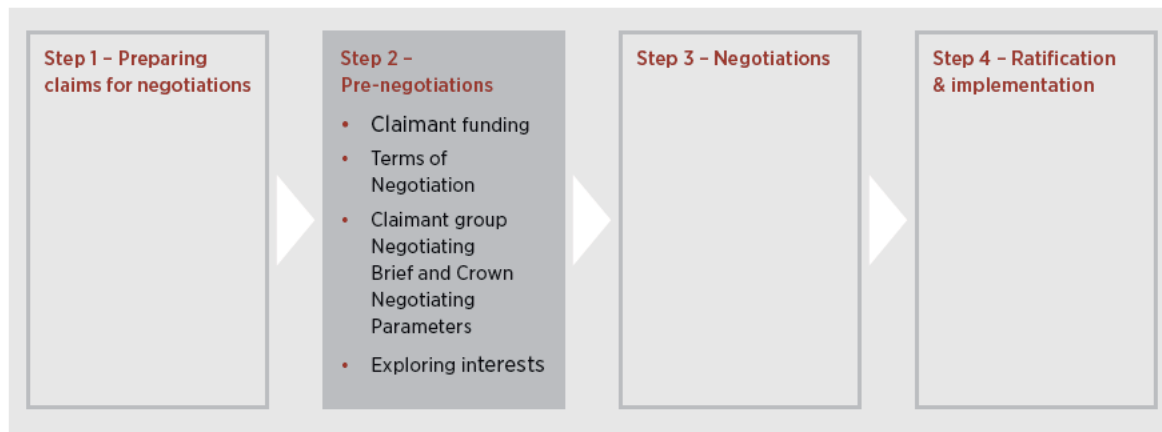 Step 1 – Preparing
claims for negotiations
Step 2 –
Pre-negotiations
• Claimant funding
• Terms of
Negotiation
• Claimant group
Negotiating
Brief and Crown
Negotiating
Parameters
• Exploring interests
Step 3 – Negotiations
Step 4 – Ratification
& implementation